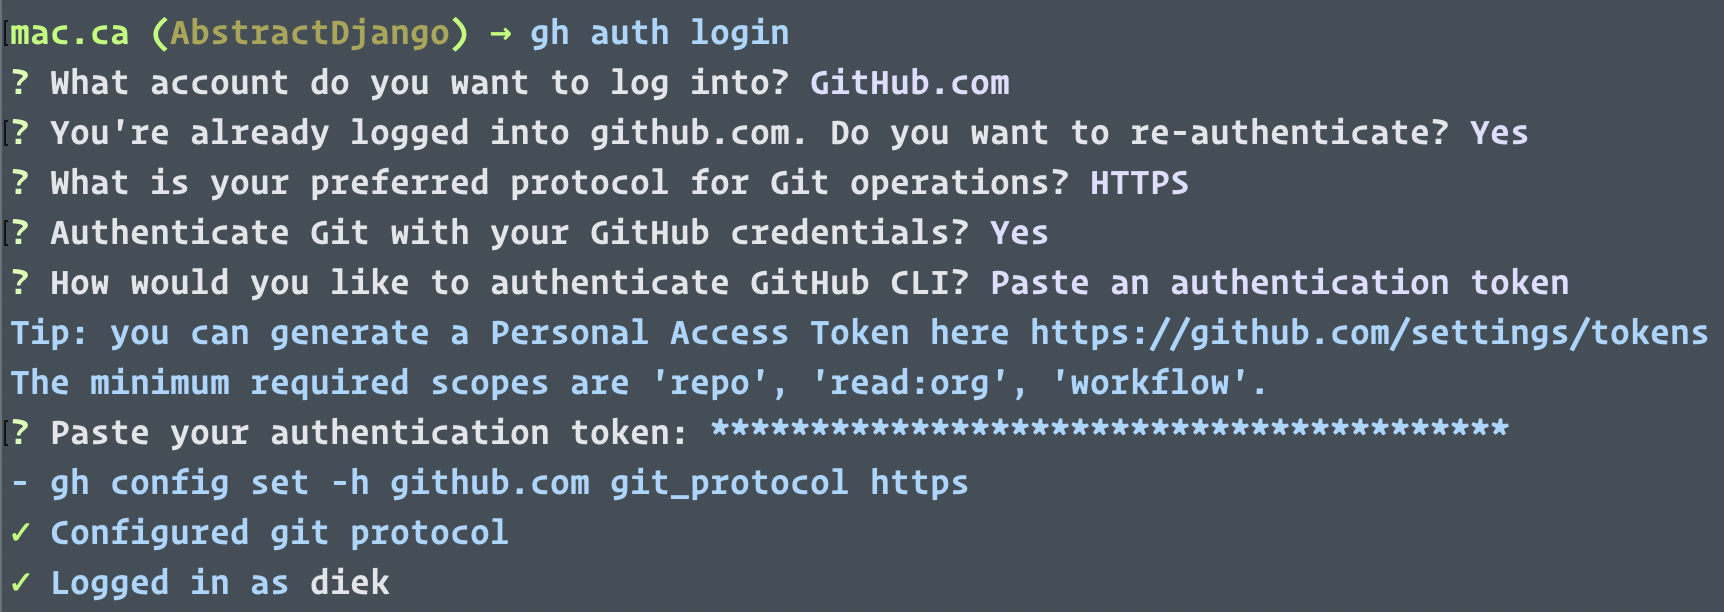 mac.ca (AbstractDjango) → gh auth login
? What account do you want to log into? GitHub.com
? You're already logged into github.com. Do you want to re-authenticate? Yes
? What is your preferred protocol for Git operations? HTTPS
? Authenticate Git with your GitHub credentials? Yes
? How would you like to authenticate GitHub CLI? Paste an authentication token
Tip: you can generate a Personal Access Token here https://github.com/settings/tokens
The minimum required scopes are 'repo', 'read:org', 'workflow'.
? Paste your authentication token: ****************************************
- gh config set -h github.com git_protocol https
✓ Configured git protocol
✓ Logged in as diek